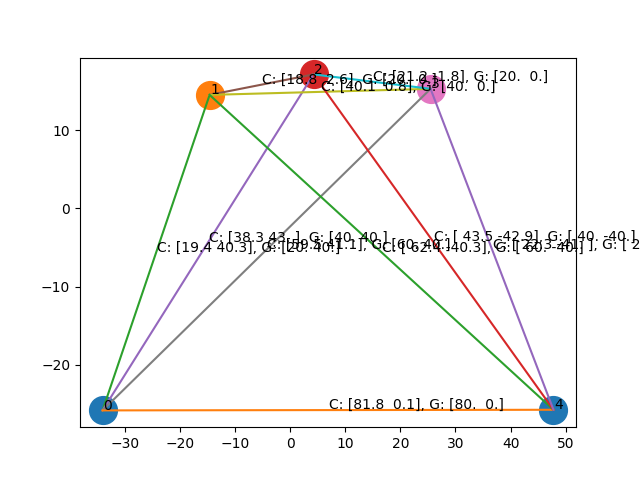 2
1
3
C: [18.8
C: [21.2 -1.8], G: [20. 0.]
C: [40.1 0.8], G: [40. 0.]
10
0
−10
−20
C: [38.3 43. ], G: [40. 40.]
C: [ 43.5 -42.9], G: [ 40. -40.]
C: [19.4 40.3], G: [20. 40.]
C: [81.8 0.1], G: [80. 0.]
0
4
−30
−20
−10
0
10
20
30
40
50